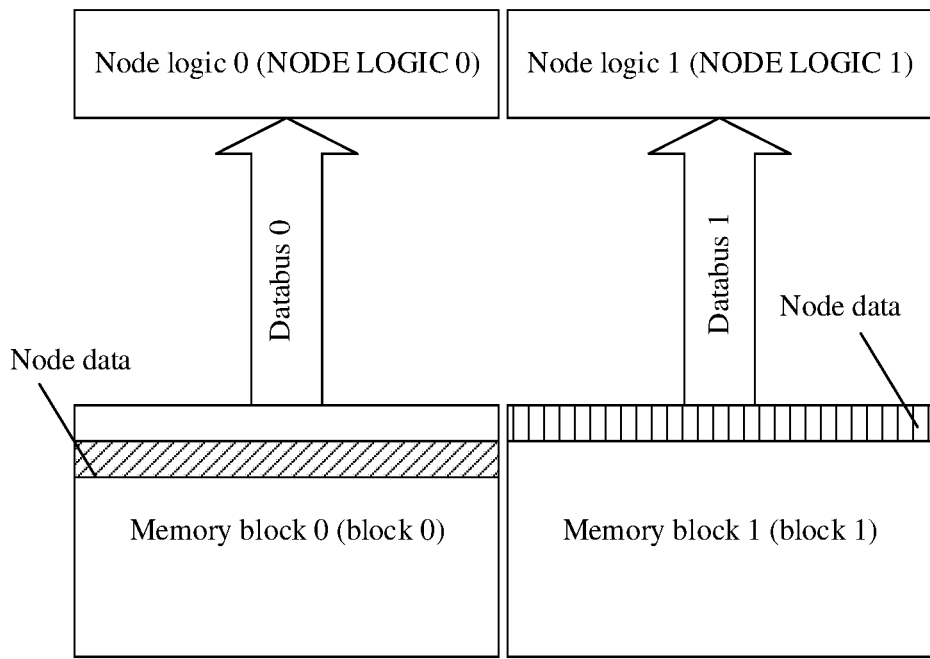 Node logic 0 (NODE LOGIC 0)
Node logic 1 (NODE LOGIC 1)
Databus 0
Databus 1
Node data
Node data
Memory block 0 (block 0)
Memory block 1 (block 1)